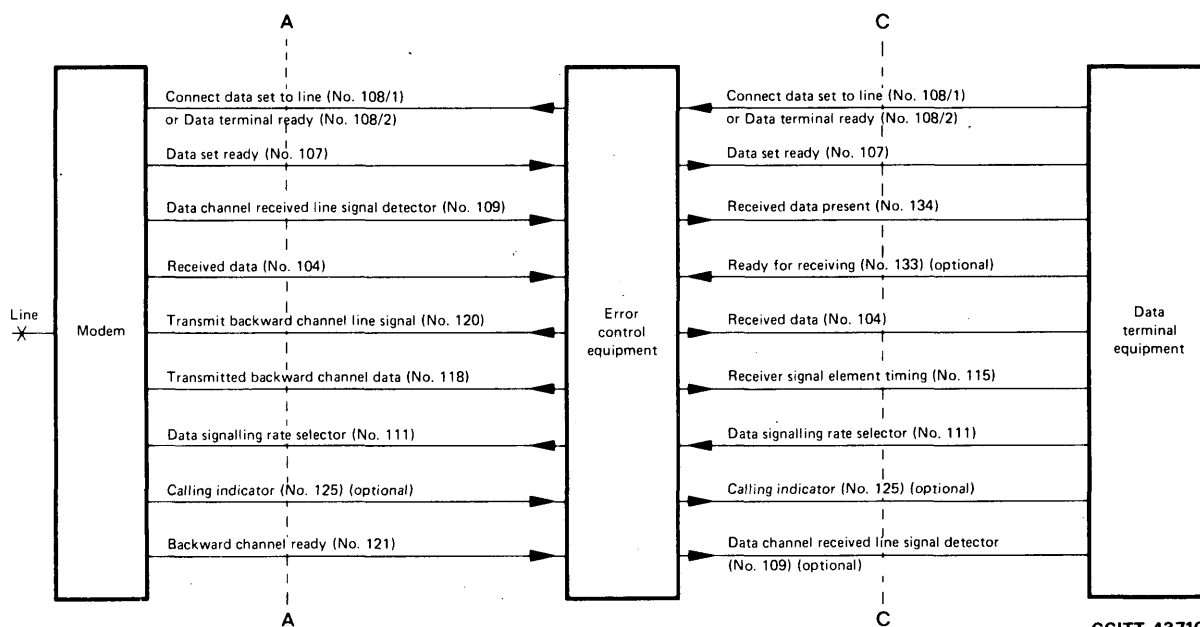 A
C
Connect data set to line (No. 108/1)
or Data terminal ready (No. 108/2)
Data set ready (No. 107)
Data channel received line signal detector (No. 109)
Received data (No. 104)
Transmit backward channel line signal (No. 120)
Transmitted backward channel data (No. 118)
Data signalling rate selector (No. 111)
Calling indicator (No. 125) (optional)
Backward channel ready (No. 121)
Line
Modem
Error
control
equipment
Connect data set to line (No. 108/1)
or Data terminal ready (No. 108/2)
Data set ready (No. 107)
Received data present (No. 134)
Ready for receiving (No. 133) (optional)
Received data (No. 104)
Receiver signal element timing (No. 115)
Data signalling rate selector (No. 111)
Calling indicator (No. 125) (optional)
Data channel received line signal detector
(No. 109) (optional)
Data
terminal
equipment
A
C